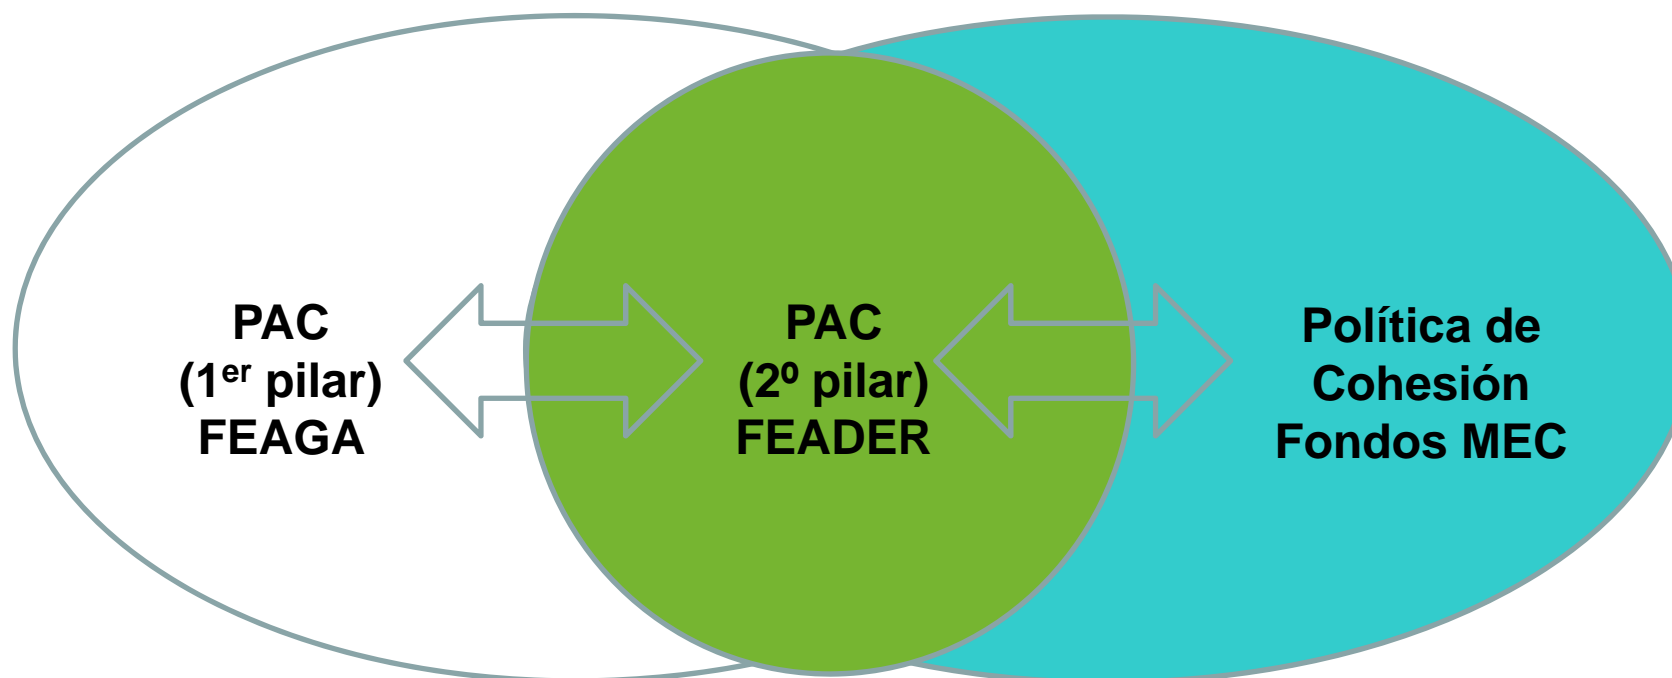 PAC
(1er pilar)
FEAGA
PAC
(2º pilar)
FEADER
Política de
Cohesión
Fondos MEC